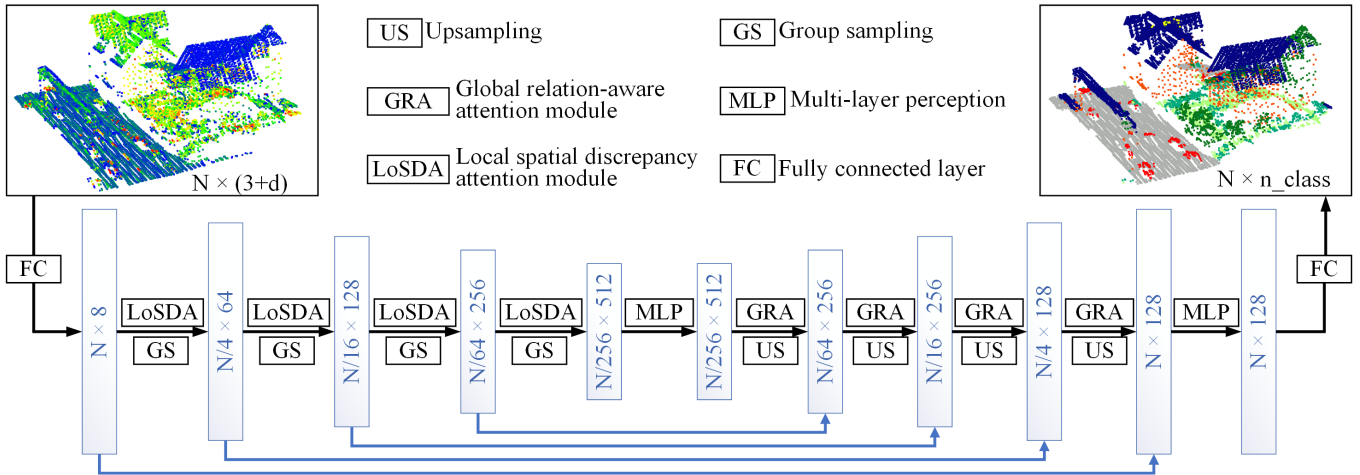 N × (3+d)
US Upsampling
GS Group sampling
GRA Global relation-aware
attention module
MLP Multi-layer perception
LoSDA Local spatial discrepancy
attention module
FC Fully connected layer
N × n_class
FC
N × 8
LoSDA
GS
N/4 × 64
LoSDA
GS
N/16 × 128
LoSDA
GS
N/64 × 256
LoSDA
GS
N/256 × 512
MLP
N/256 × 512
GRA
US
N/64 × 256
GRA
US
N/16 × 256
GRA
US
N/4 × 128
GRA
US
N × 128
MLP
N × 128
FC